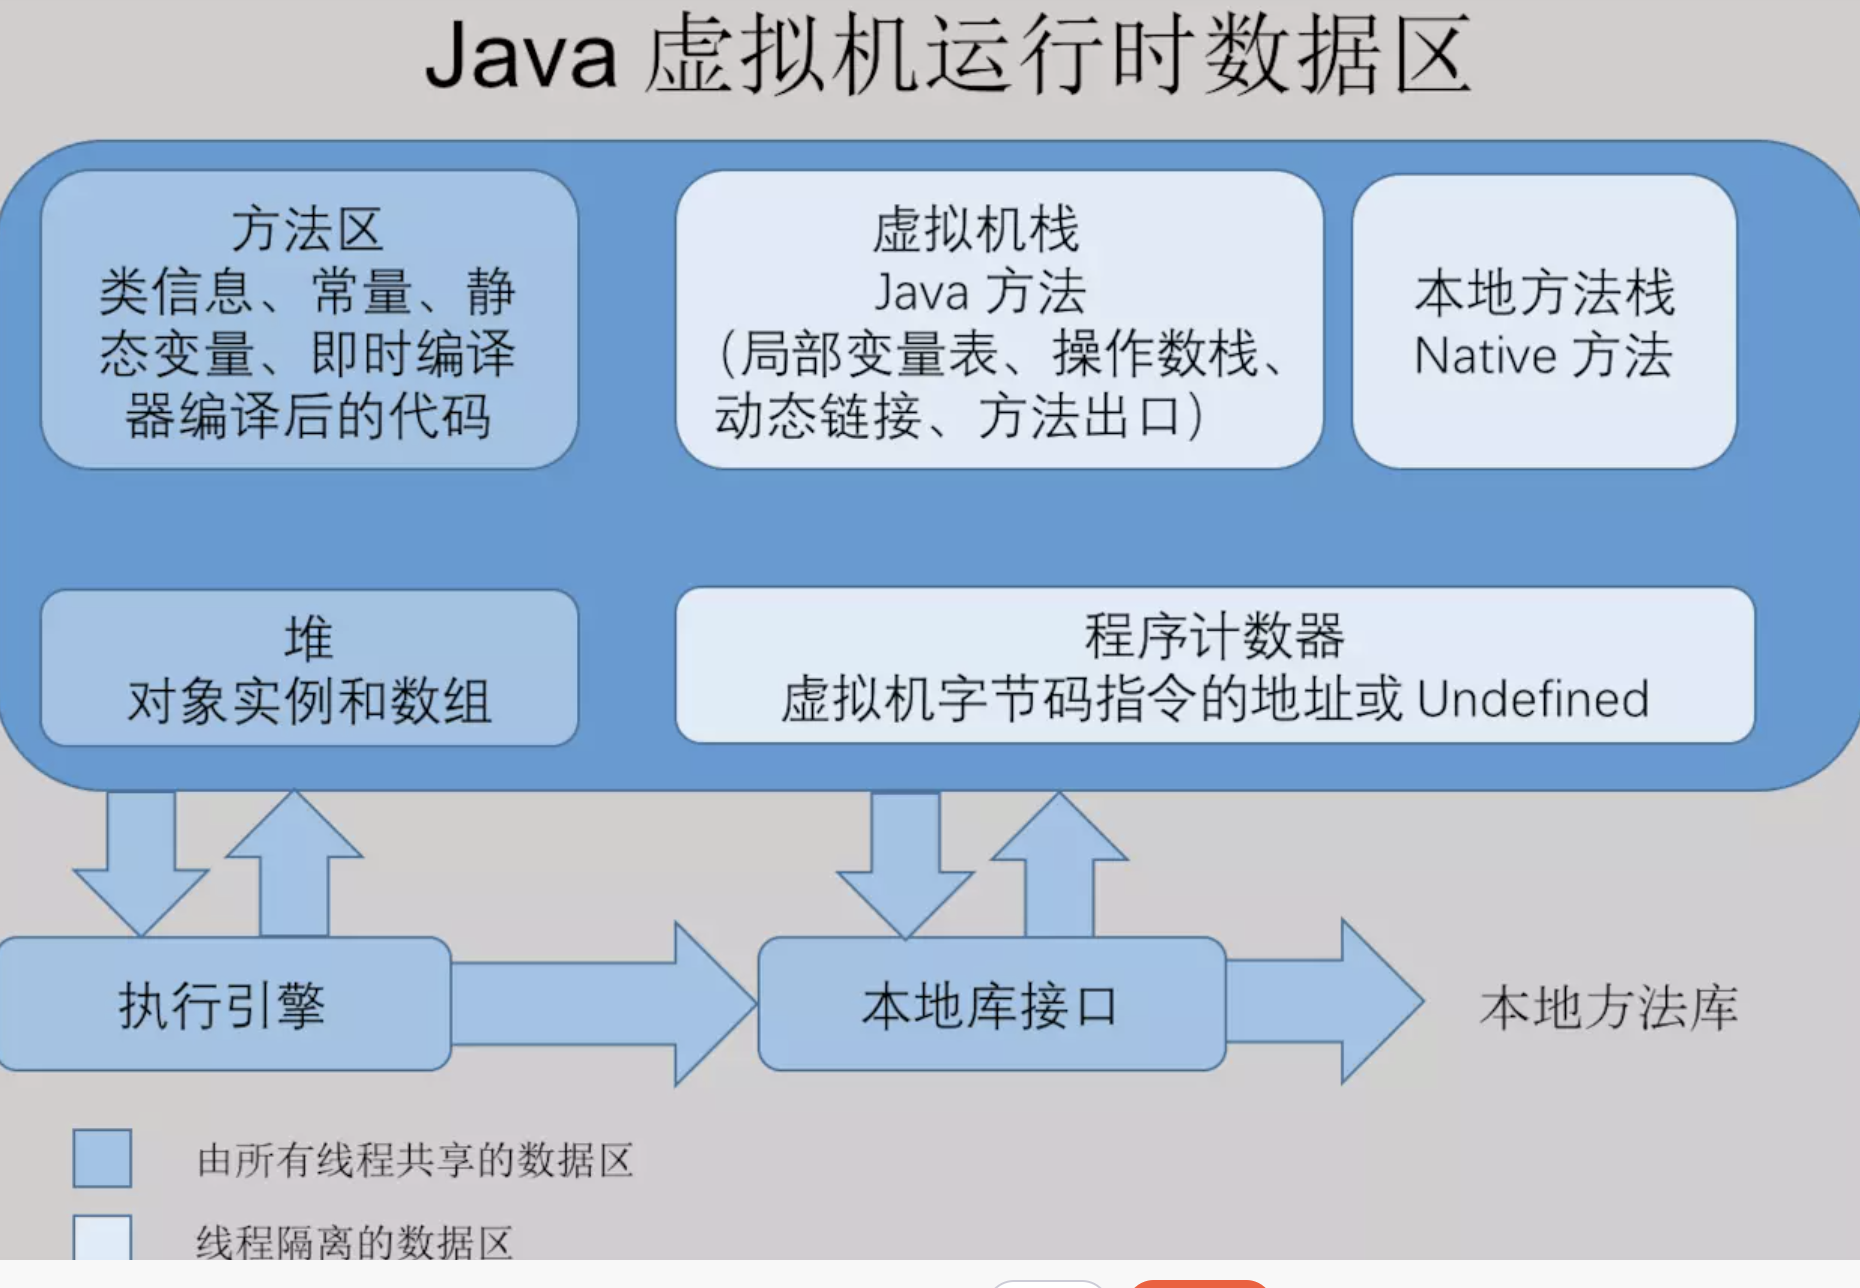 Java 虚拟机运行时数据区
方法区
类信息、常量、静
态变量、即时编译
器编译后的代码
虚拟机栈
Java 方法
（局部变量表、操作数栈、
动态链接、方法出口）
本地方法栈
Native 方法
堆
对象实例和数组
程序计数器
虚拟机字节码指令的地址或 Undefined
执行引擎
本地库接口
本地方法库
由所有线程共享的数据区
线程隔离的数据区